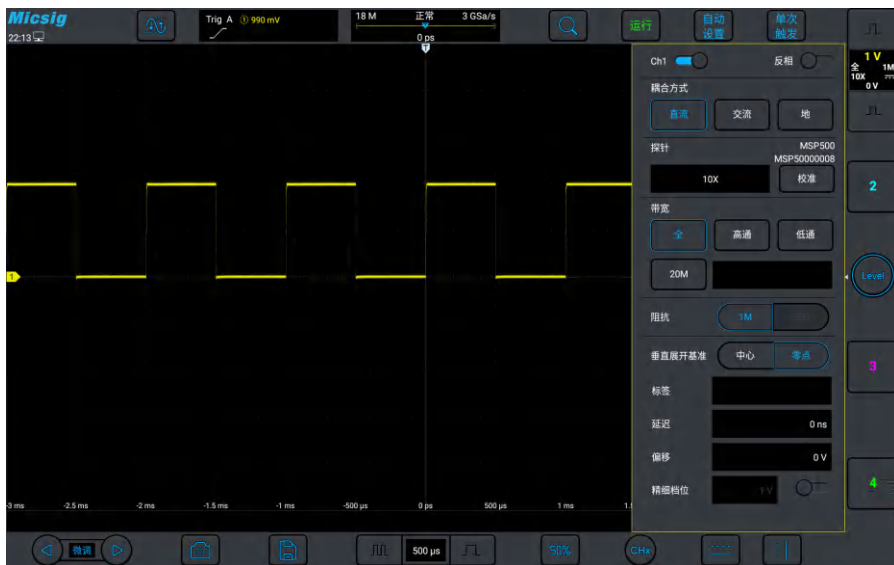 Micsig
22:13
Trig A ① 990 mV
18 M 正常 3 GSa/s
0 ps
T
运行
自动
设置
单次
触发
Ch1 反相
耦合方式
直流 交流 地
探针 MSP500
MSP50000008
10X 校准
带宽
全 高通 低通
20M
阻抗 1M
垂直展开基准 中心 零点
标签
延迟 0 ns
偏移 0 V
精细档位 1 V
1 V
全 1M
10X
0 V
2
Level
3
4
1
-3 ms -2.5 ms -2 ms -1.5 ms -1 ms -500 μs 0 ps 500 μs 1 ms 1.
微调
500 μs
50%
CHx